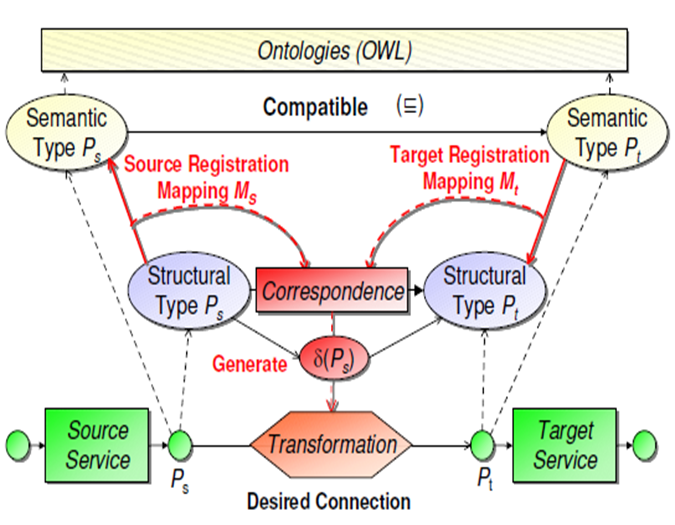 Ontologies (OWL)
Compatible (⊑)
Semantic
Type Ps
Semantic
Type Pt
Source Registration
Mapping Ms
Target Registration
Mapping Mt
Structural
Type Ps
Correspondence
Structural
Type Pt
Generate
δ(Ps)
Source
Service
Ps
Transformation
Pt
Target
Service
Desired Connection